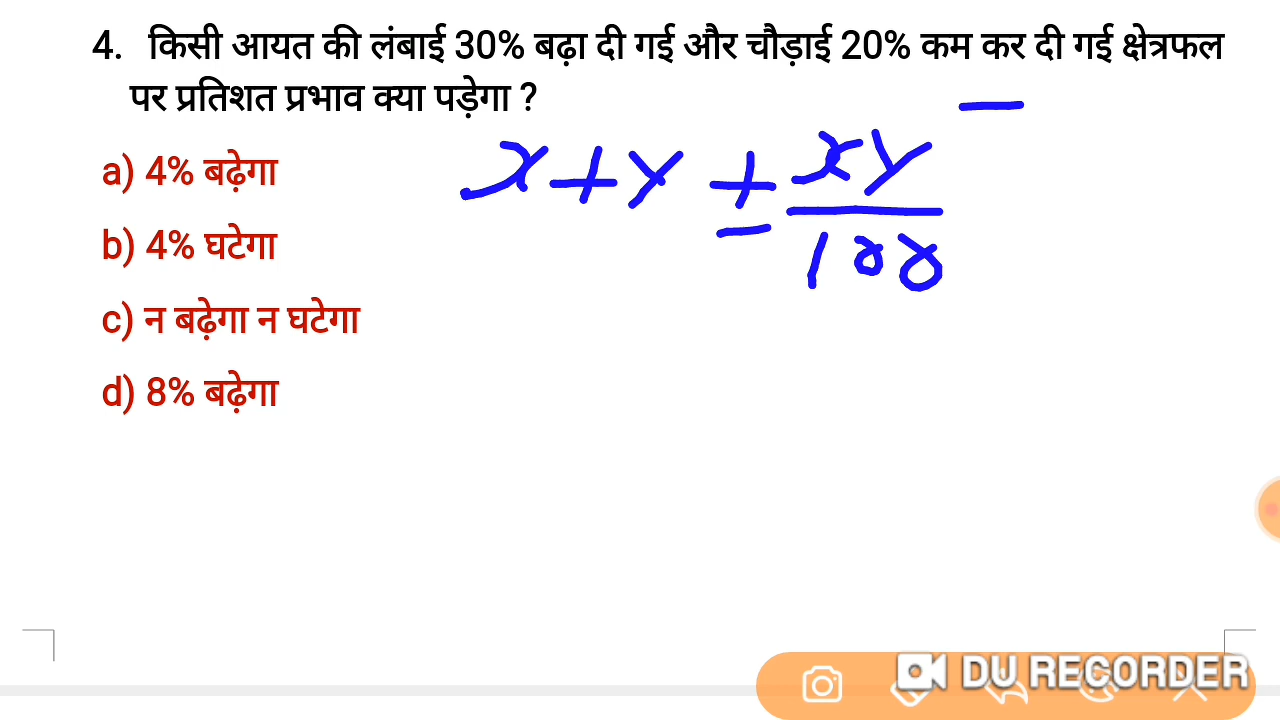 4. किसी आयत की लंबाई 30% बढ़ा दी गई और चौड़ाई 20% कम कर दी गई क्षेत्रफल
पर प्रतिशत प्रभाव क्या पड़ेगा ?
a) 4% बढ़ेगा
x + y ± xy/100
b) 4% घटेगा
c) न बढ़ेगा न घटेगा
d) 8% बढ़ेगा
DU RECORDER